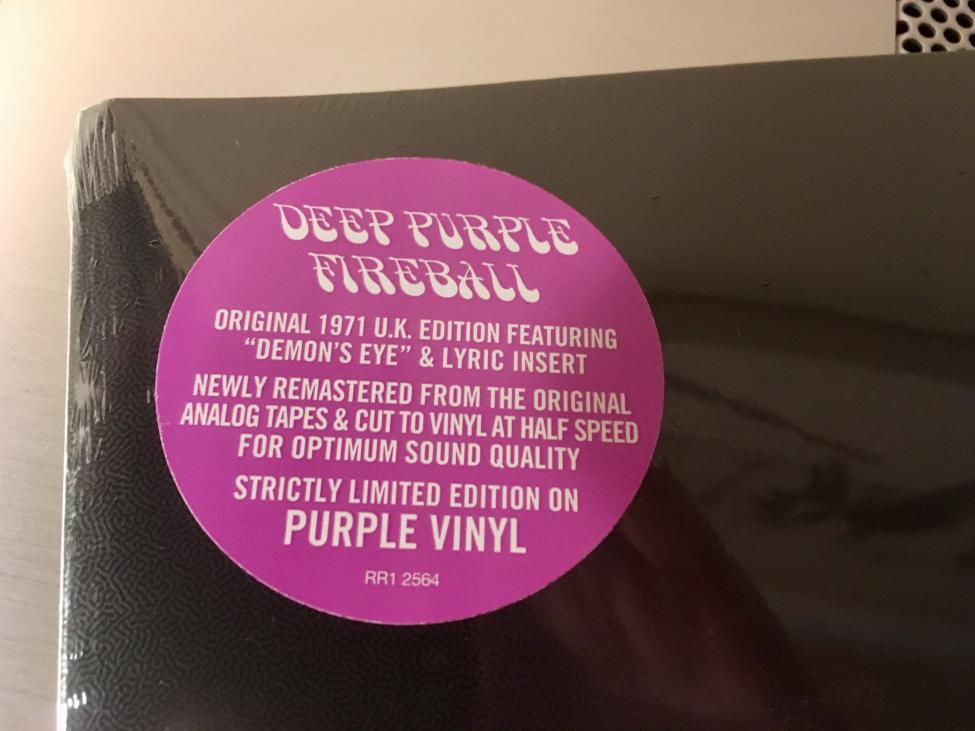 DEEP PURPLE
FIREBALL
ORIGINAL 1971 U.K. EDITION FEATURING
“DEMON’S EYE” & LYRIC INSERT
NEWLY REMASTERED FROM THE ORIGINAL
ANALOG TAPES & CUT TO VINYL AT HALF SPEED
FOR OPTIMUM SOUND QUALITY
STRICTLY LIMITED EDITION ON
PURPLE VINYL
RR1 2564